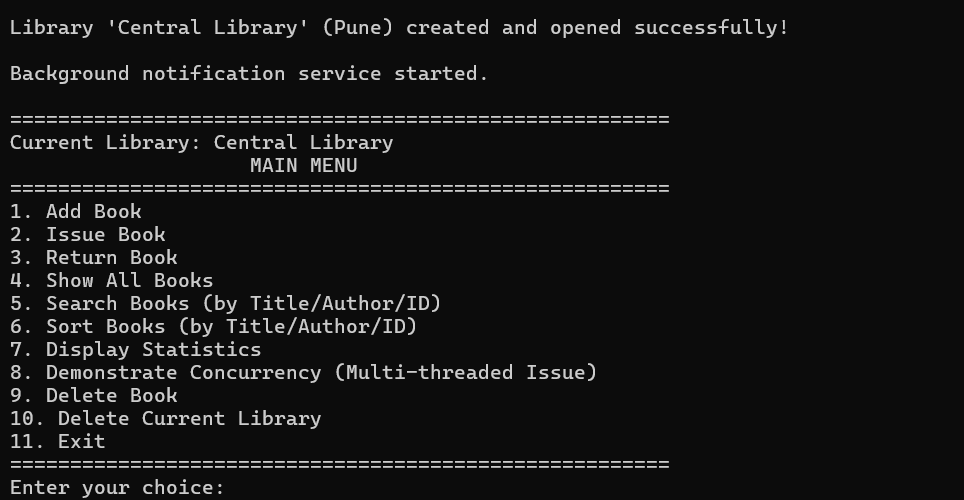 Library 'Central Library' (Pune) created and opened successfully!
Background notification service started.
=======================================================
Current Library: Central Library
MAIN MENU
=======================================================
1. Add Book
2. Issue Book
3. Return Book
4. Show All Books
5. Search Books (by Title/Author/ID)
6. Sort Books (by Title/Author/ID)
7. Display Statistics
8. Demonstrate Concurrency (Multi-threaded Issue)
9. Delete Book
10. Delete Current Library
11. Exit
=======================================================
Enter your choice: